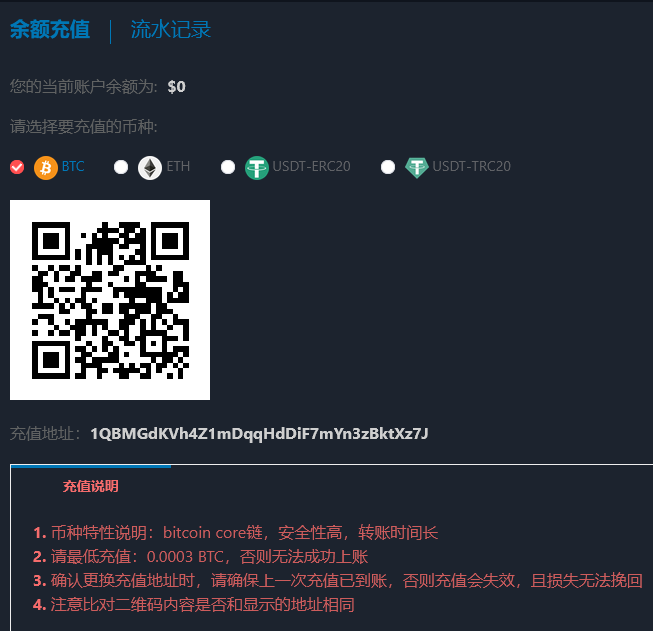 余额充值 | 流水记录
您的当前账户余额为: $0
请选择要充值的币种:
BTC ETH USDT-ERC20 USDT-TRC20
充值地址: 1QBMGdKVh4Z1mDqqHdDiF7mYn3zBktXz7J
充值说明
1. 币种特性说明：bitcoin core链，安全性高，转账时间长
2. 请最低充值：0.0003 BTC，否则无法成功上账
3. 确认更换充值地址时，请确保上一次充值已到账，否则充值会失效，且损失无法挽回
4. 注意比对二维码内容是否和显示的地址相同